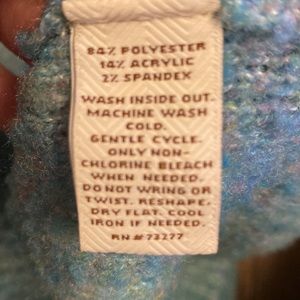 84% POLYESTER
14% ACRYLIC
2% SPANDEX
WASH INSIDE OUT.
MACHINE WASH
COLD.
GENTLE CYCLE.
ONLY NON-
CHLORINE BLEACH
WHEN NEEDED.
DO NOT WRING OR
TWIST. RESHAPE.
DRY FLAT. COOL
IRON IF NEEDED.
RN#73277